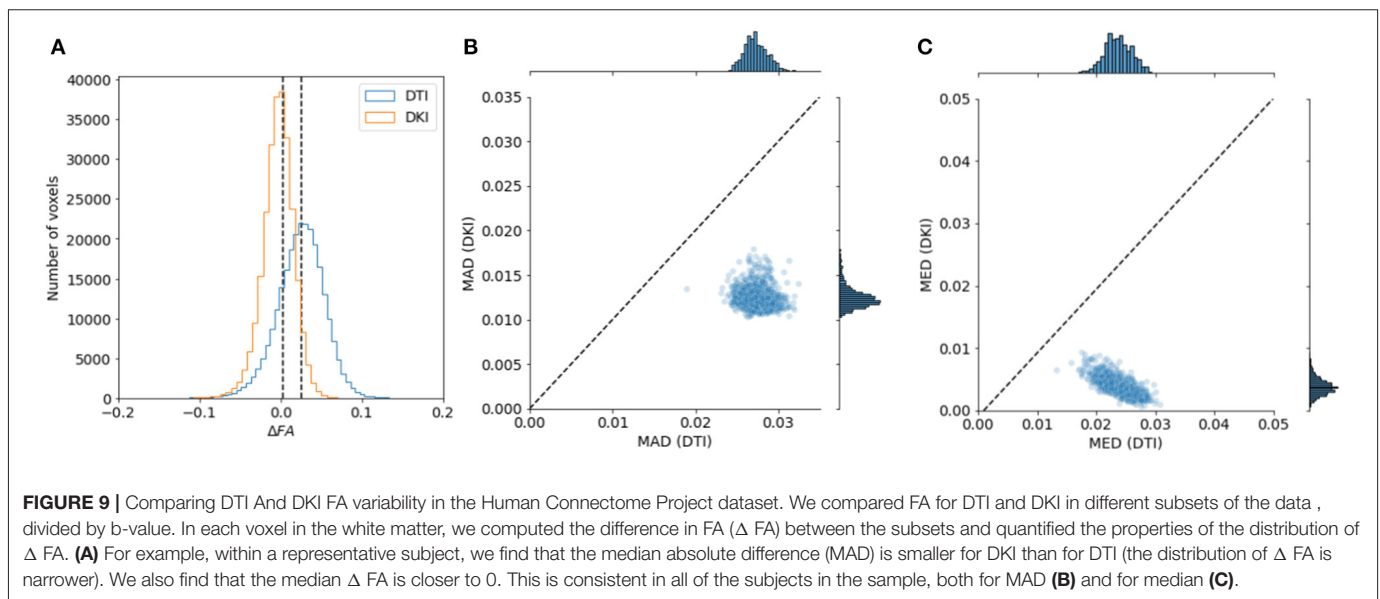 A
B
C
40000
35000
30000
25000
20000
15000
10000
5000
0
Number of voxels
DTI
DKI
−0.2
−0.1
0.0
0.1
0.2
ΔFA
0.035
0.030
0.025
0.020
0.015
0.010
0.005
0.000
MAD (DKI)
0.00
0.01
0.02
0.03
MAD (DTI)
0.05
0.04
0.03
0.02
0.01
0.00
MED (DKI)
0.00
0.01
0.02
0.03
0.04
0.05
MED (DTI)
FIGURE 9 | Comparing DTI And DKI FA variability in the Human Connectome Project dataset. We compared FA for DTI and DKI in different subsets of the data ,
divided by b-value. In each voxel in the white matter, we computed the difference in FA (Δ FA) between the subsets and quantified the properties of the distribution of
Δ FA. (A) For example, within a representative subject, we find that the median absolute difference (MAD) is smaller for DKI than for DTI (the distribution of Δ FA is
narrower). We also find that the median Δ FA is closer to 0. This is consistent in all of the subjects in the sample, both for MAD (B) and for median (C).